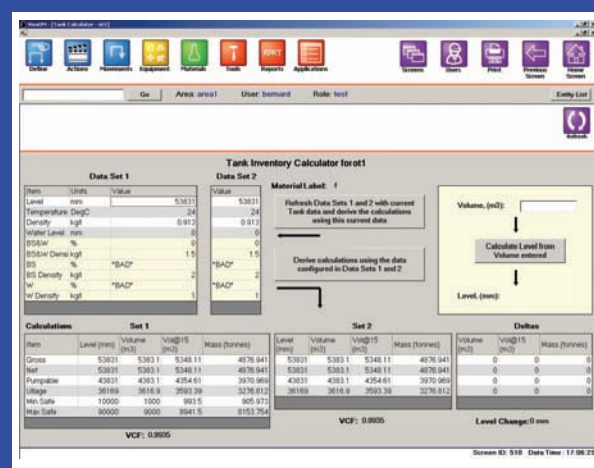 Define Actions Movements Equipment Materials Tools Reports Applications Screens Users Print Previous Screen Home Screen
Go Area: area1 User: bernard Role: test Entity List
Refresh
Tank Inventory Calculator forot1
Data Set 1 Data Set 2 Material Label: f
Item Units Value Value
Level mm 53831 53831
Temperature DegC 24 24
Density kg/l 0.913 0.913
Water Level mm 0 0
BS&W % 0 0
BS&W Densi kg/l 1.5 1.5
BS % *BAD* *BAD*
BS Density kg/l 2 2
W % *BAD* *BAD*
W Density kg/l 1 1
Refresh Data Sets 1 and 2 with current
Tank data and derive the calculations
using this current data
Derive calculations using the data
configured in Data Sets 1 and 2
Volume, (m3):
Calculate Level from
Volume entered
Level, (mm):
Calculations Set 1 Set 2 Deltas
Item Level (mm) Volume (m3) Vol@15 (m3) Mass (tonnes) Level (mm) Volume (m3) Vol@15 (m3) Mass (tonnes) Volume (m3) Vol@15 (m3) Mass (tonnes)
Gross 53831 5383.1 5348.11 4876.941 53831 5383.1 5348.11 4876.941 0 0 0
Net 53831 5383.1 5348.11 4876.941 53831 5383.1 5348.11 4876.941 0 0 0
Pumpable 43831 4383.1 4354.61 3970.969 43831 4383.1 4354.61 3970.969 0 0 0
Ullage 36169 3616.9 3593.39 3276.812 36169 3616.9 3593.39 3276.812 0 0 0
Min Safe 10000 1000 993.5 905.973
Max Safe 90000 9000 8941.5 8153.754
VCF: 0.9935 VCF: 0.9935 Level Change: 0 mm
Screen ID: 510 Data Time: 17.06.21